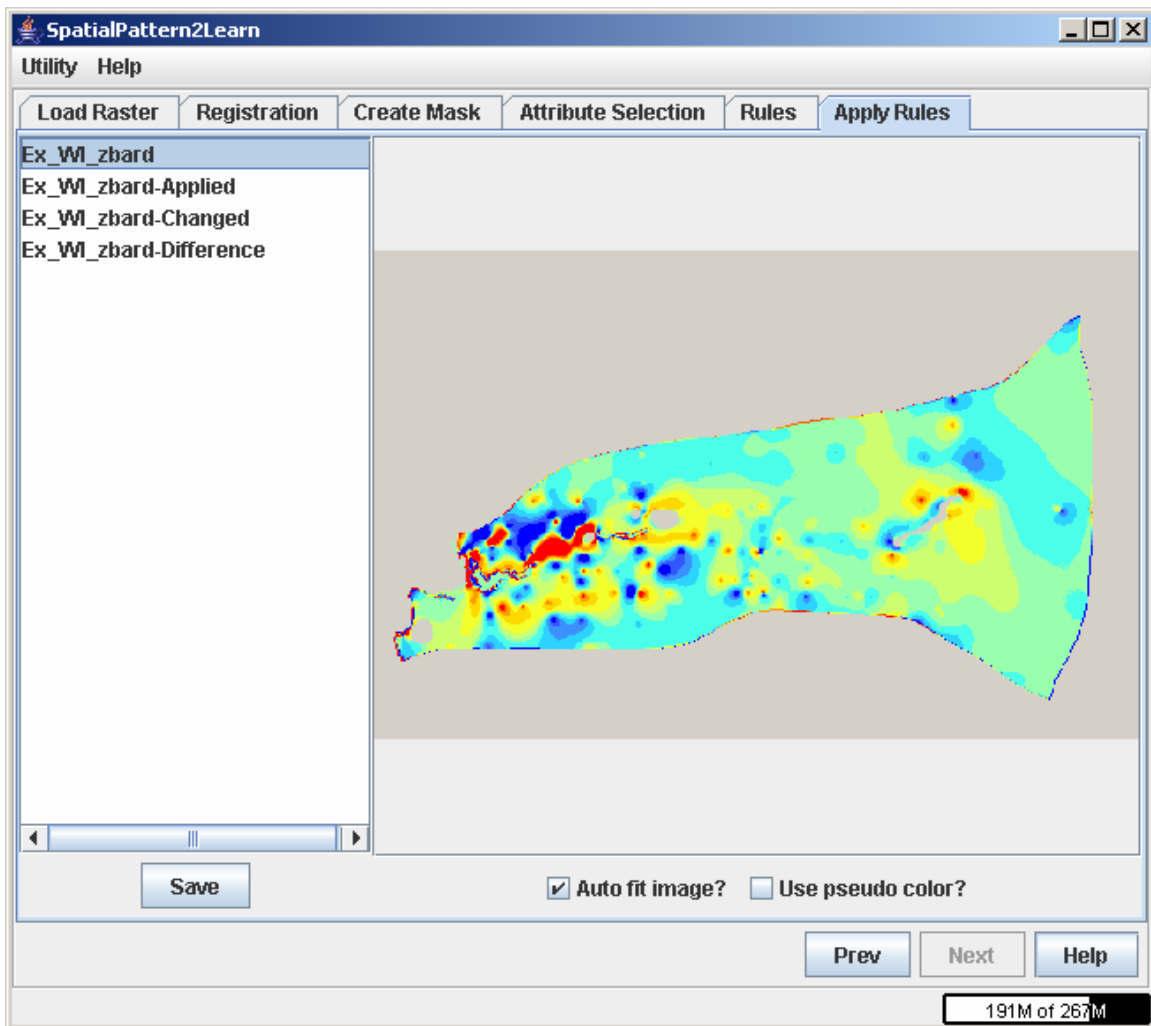 SpatialPattern2Learn
Utility Help
Load Raster Registration Create Mask Attribute Selection Rules Apply Rules
Ex_WI_zbard
Ex_WI_zbard-Applied
Ex_WI_zbard-Changed
Ex_WI_zbard-Difference
Save Auto fit image? Use pseudo color?
Prev Next Help
191M of 267M